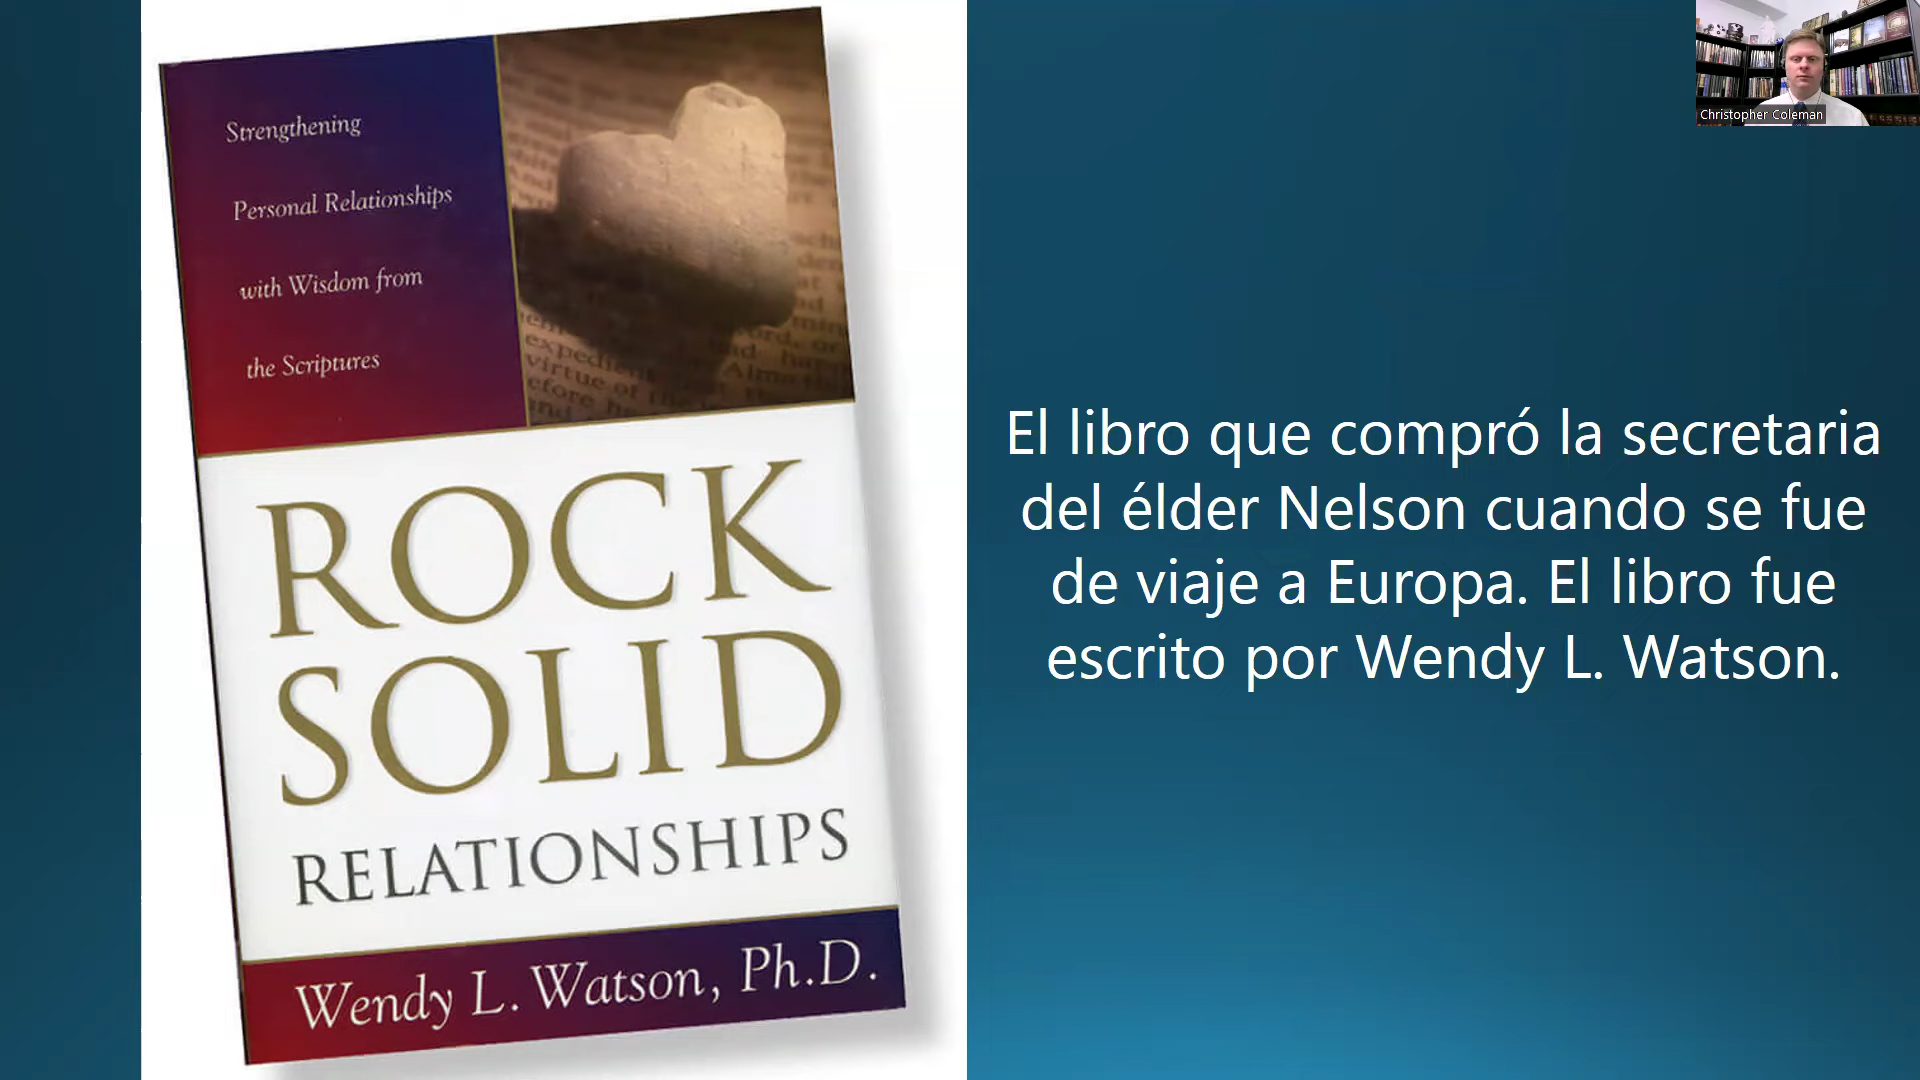 Strengthening
Personal Relationships
with Wisdom from
the Scriptures
ROCK
SOLID
RELATIONSHIPS
Wendy L. Watson, Ph.D.
El libro que compró la secretaria
del élder Nelson cuando se fue
de viaje a Europa. El libro fue
escrito por Wendy L. Watson.
Christopher Coleman